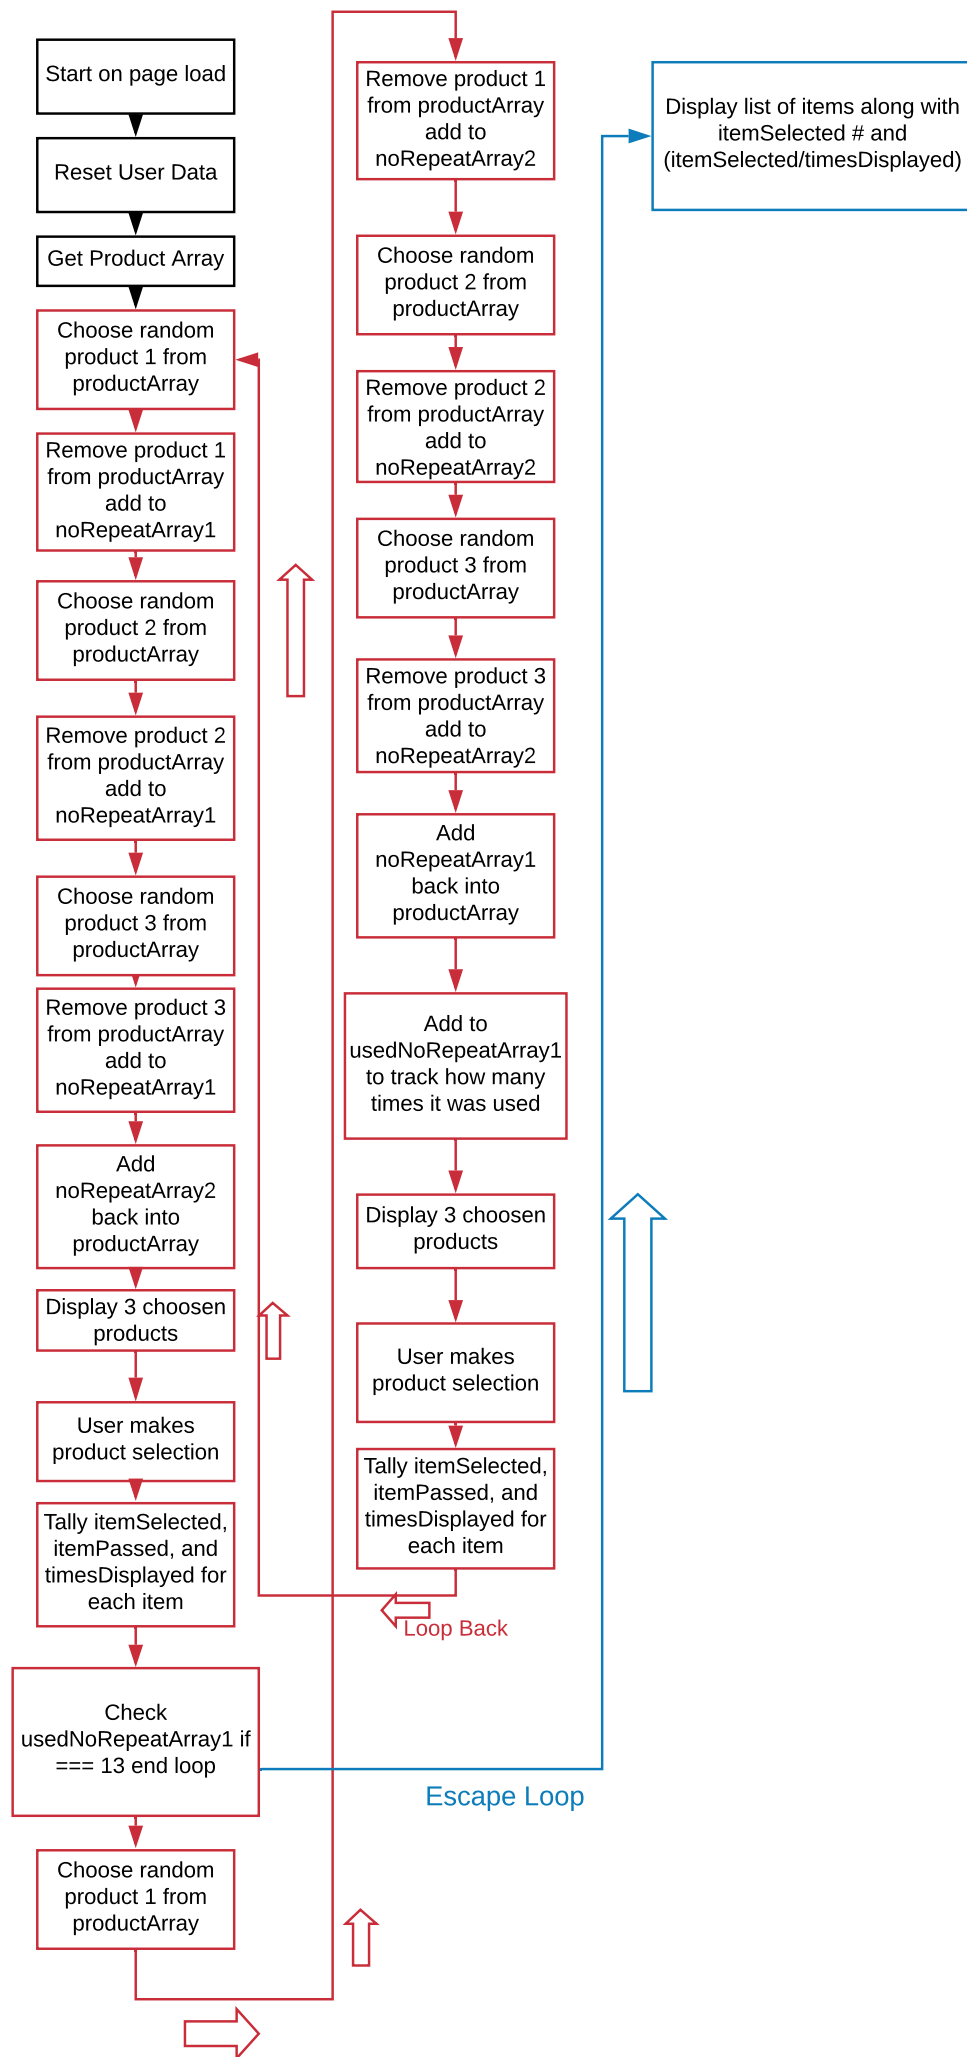 Start on page load
Reset User Data
Get Product Array
Choose random
product 1 from
productArray
Remove product 1
from productArray
add to
noRepeatArray1
Choose random
product 2 from
productArray
Remove product 2
from productArray
add to
noRepeatArray1
Choose random
product 3 from
productArray
Remove product 3
from productArray
add to
noRepeatArray1
Add
noRepeatArray2
back into
productArray
Display 3 choosen
products
User makes
product selection
Tally itemSelected,
itemPassed, and
timesDisplayed for
each item
Check
usedNoRepeatArray1 if
=== 13 end loop
Choose random
product 1 from
productArray
Remove product 1
from productArray
add to
noRepeatArray2
Choose random
product 2 from
productArray
Remove product 2
from productArray
add to
noRepeatArray2
Choose random
product 3 from
productArray
Remove product 3
from productArray
add to
noRepeatArray2
Add
noRepeatArray1
back into
productArray
Add to
usedNoRepeatArray1
to track how many
times it was used
Display 3 choosen
products
User makes
product selection
Tally itemSelected,
itemPassed, and
timesDisplayed for
each item
Loop Back
Escape Loop
Display list of items along with
itemSelected # and
(itemSelected/timesDisplayed)